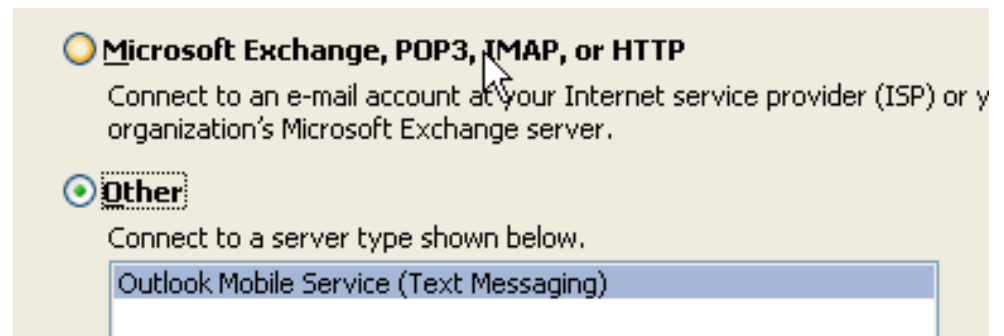 Microsoft Exchange, POP3, IMAP, or HTTP
Connect to an e-mail account at your Internet service provider (ISP) or y
organization's Microsoft Exchange server.
Other
Connect to a server type shown below.
Outlook Mobile Service (Text Messaging)